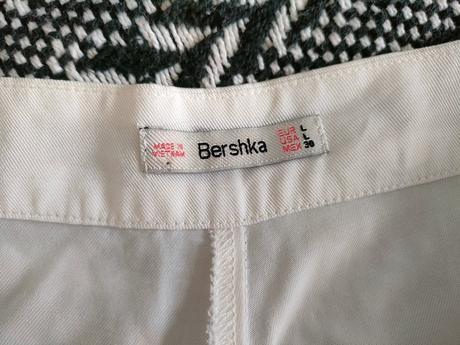 MADE IN
VIETNAM
Bershka
EUR L
USA L
MEX 30